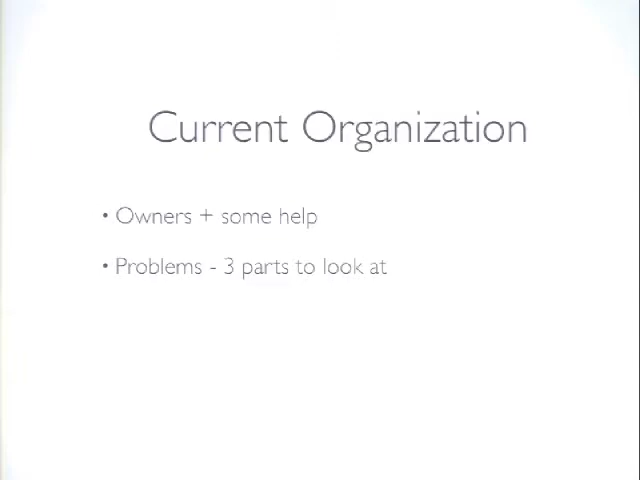 Current Organization
• Owners + some help
• Problems - 3 parts to look at